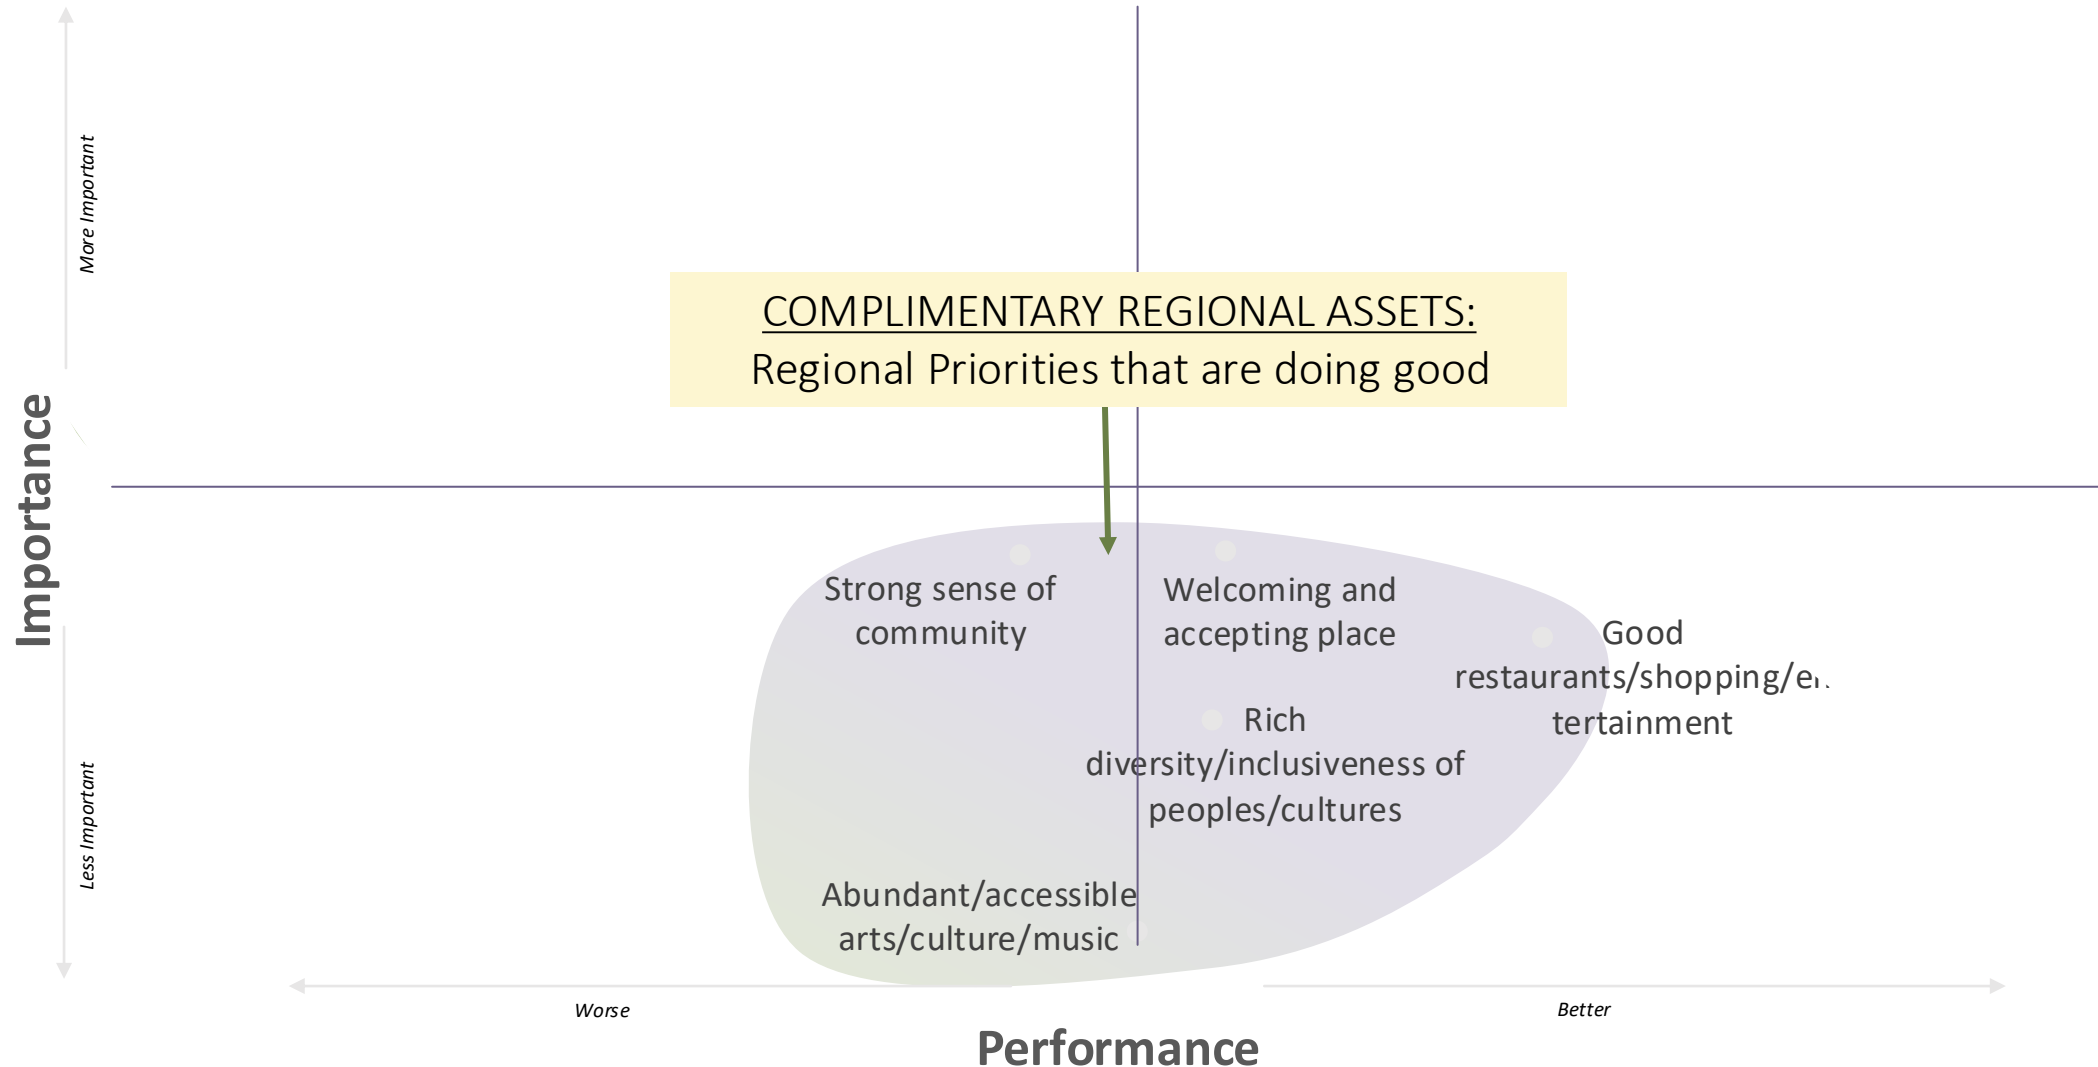 More Important
COMPLIMENTARY REGIONAL ASSETS:
Regional Priorities that are doing good
Importance
Strong sense of
community
Welcoming and
accepting place
Good
restaurants/shopping/en
tertainment
Rich
diversity/inclusiveness of
peoples/cultures
Less Important
Abundant/accessible
arts/culture/music
Worse
Better
Performance